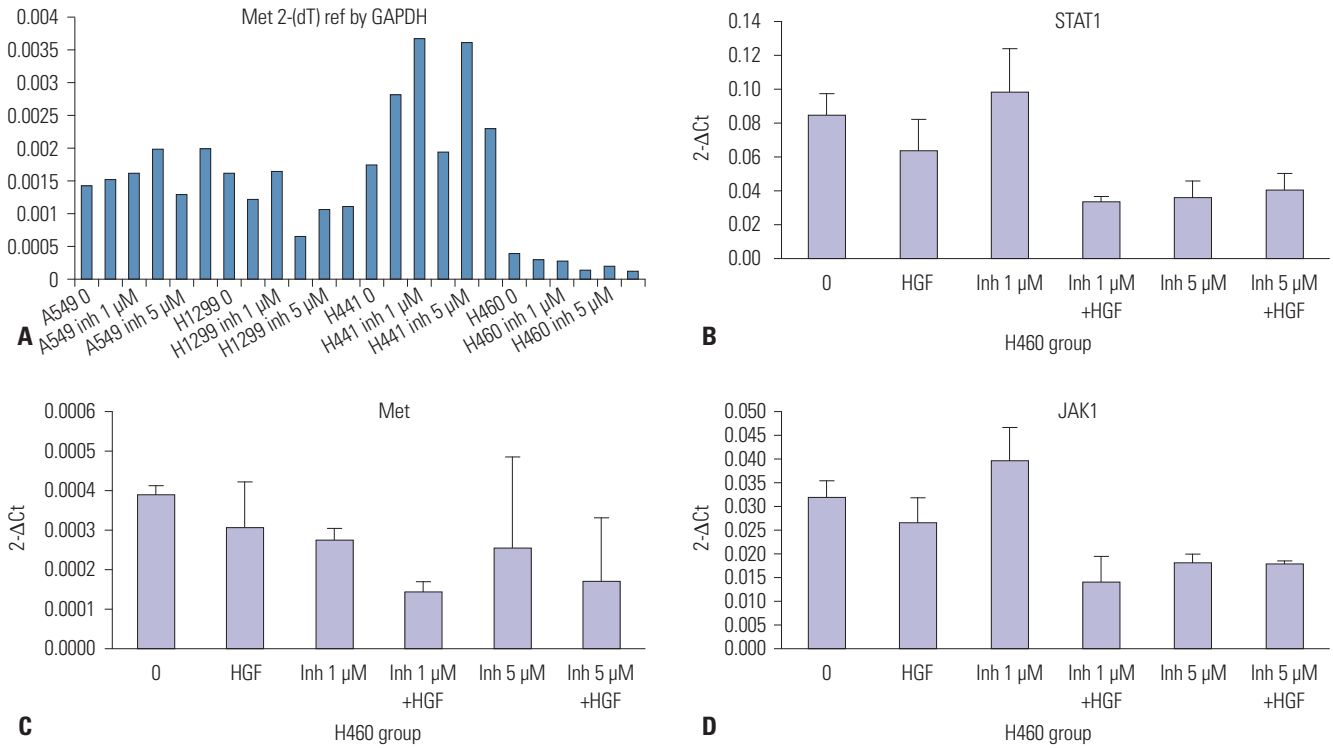 Met 2-(dT) ref by GAPDH
0.004
0.0035
0.003
0.0025
0.002
0.0015
0.001
0.0005
0
A549 0
A549 inh 1 µM
A549 inh 5 µM
H1299 0
H1299 inh 1 µM
H1299 inh 5 µM
H441 0
H441 inh 1 µM
H441 inh 5 µM
H460 0
H460 inh 1 µM
H460 inh 5 µM
A
STAT1
2-ΔCt
0.14
0.12
0.10
0.08
0.06
0.04
0.02
0.00
0 HGF Inh 1 µM Inh 1 µM Inh 5 µM Inh 5 µM
+HGF +HGF
H460 group
B
Met
2-ΔCt
0.0006
0.0005
0.0004
0.0003
0.0002
0.0001
0.0000
0 HGF Inh 1 µM Inh 1 µM Inh 5 µM Inh 5 µM
+HGF +HGF
H460 group
C
JAK1
2-ΔCt
0.050
0.045
0.040
0.035
0.030
0.025
0.020
0.015
0.010
0.005
0.000
0 HGF Inh 1 µM Inh 1 µM Inh 5 µM Inh 5 µM
+HGF +HGF
H460 group
D